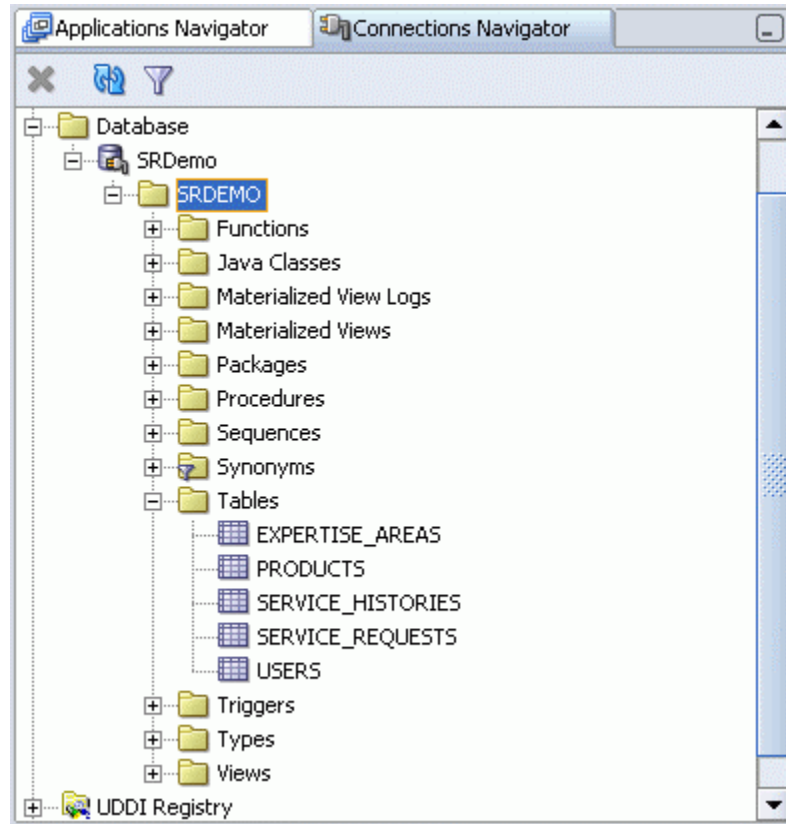 Applications Navigator Connections Navigator
Database
SRDemo
SRDEMO
Functions
Java Classes
Materialized View Logs
Materialized Views
Packages
Procedures
Sequences
Synonyms
Tables
EXPERTISE_AREAS
PRODUCTS
SERVICE_HISTORIES
SERVICE_REQUESTS
USERS
Triggers
Types
Views
UDDI Registry